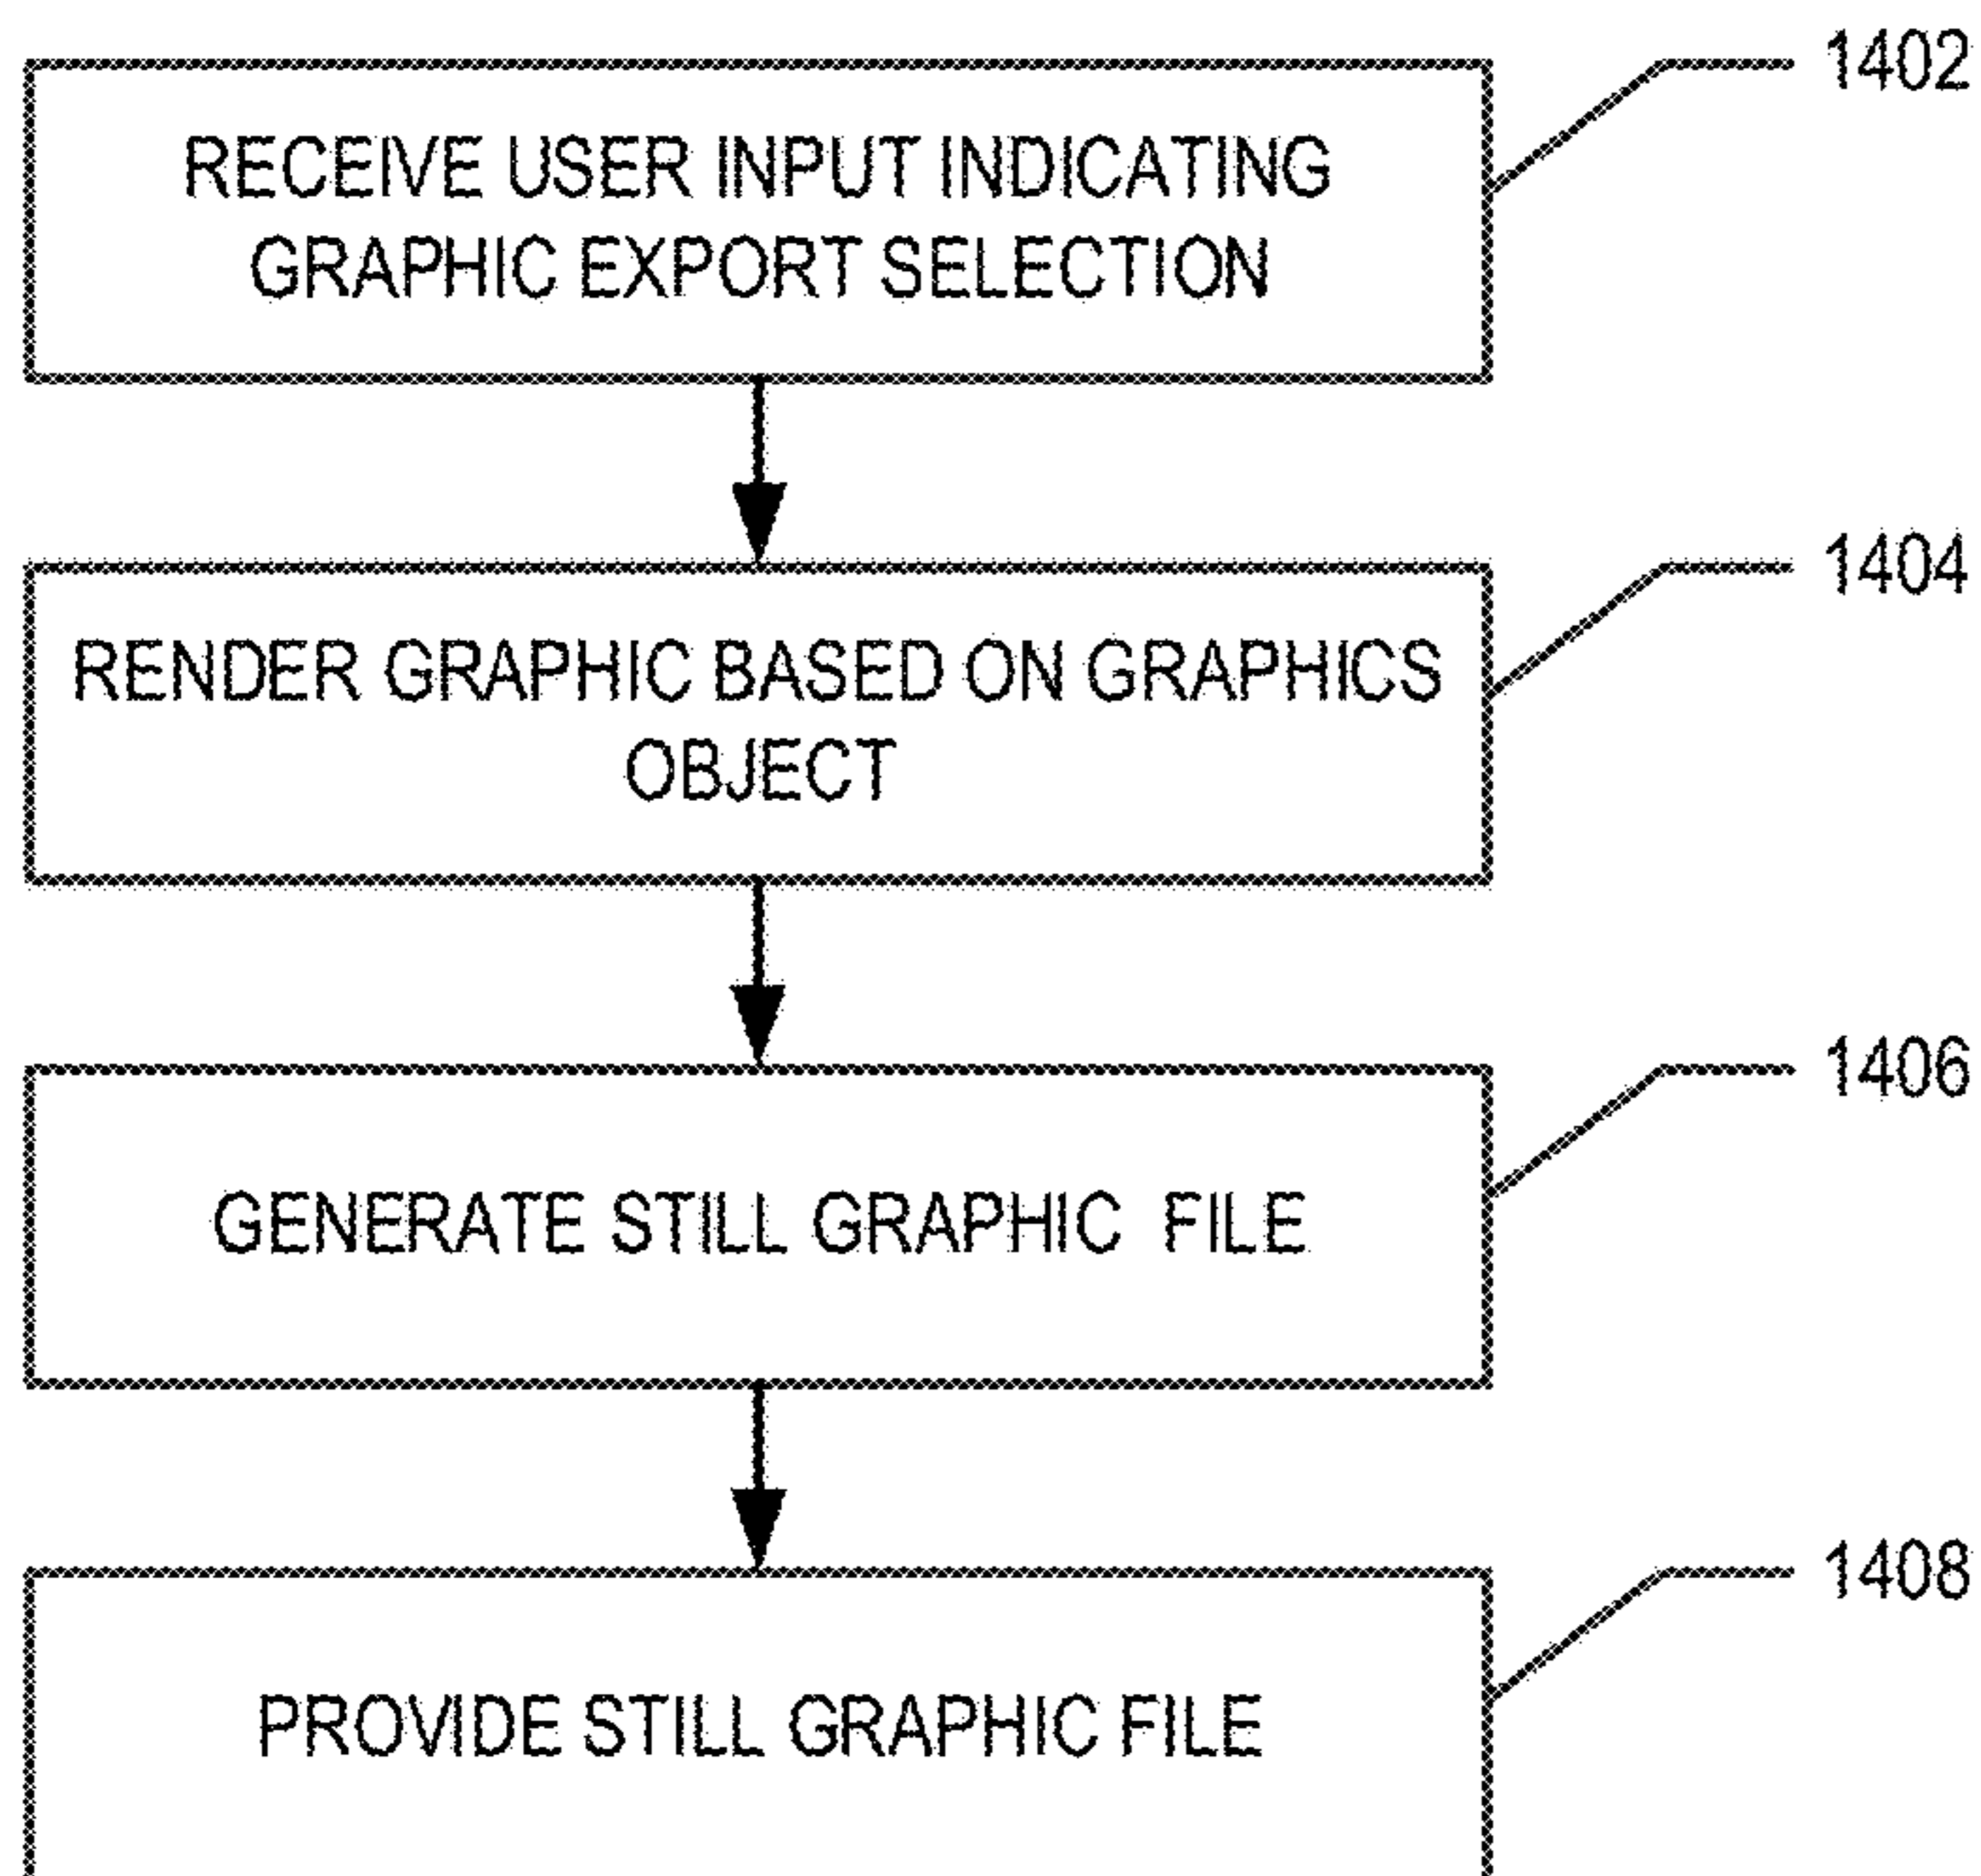 1402
RECEIVE USER INPUT INDICATING
GRAPHIC EXPORT SELECTION
1404
RENDER GRAPHIC BASED ON GRAPHICS
OBJECT
1406
GENERATE STILL GRAPHIC FILE
1408
PROVIDE STILL GRAPHIC FILE